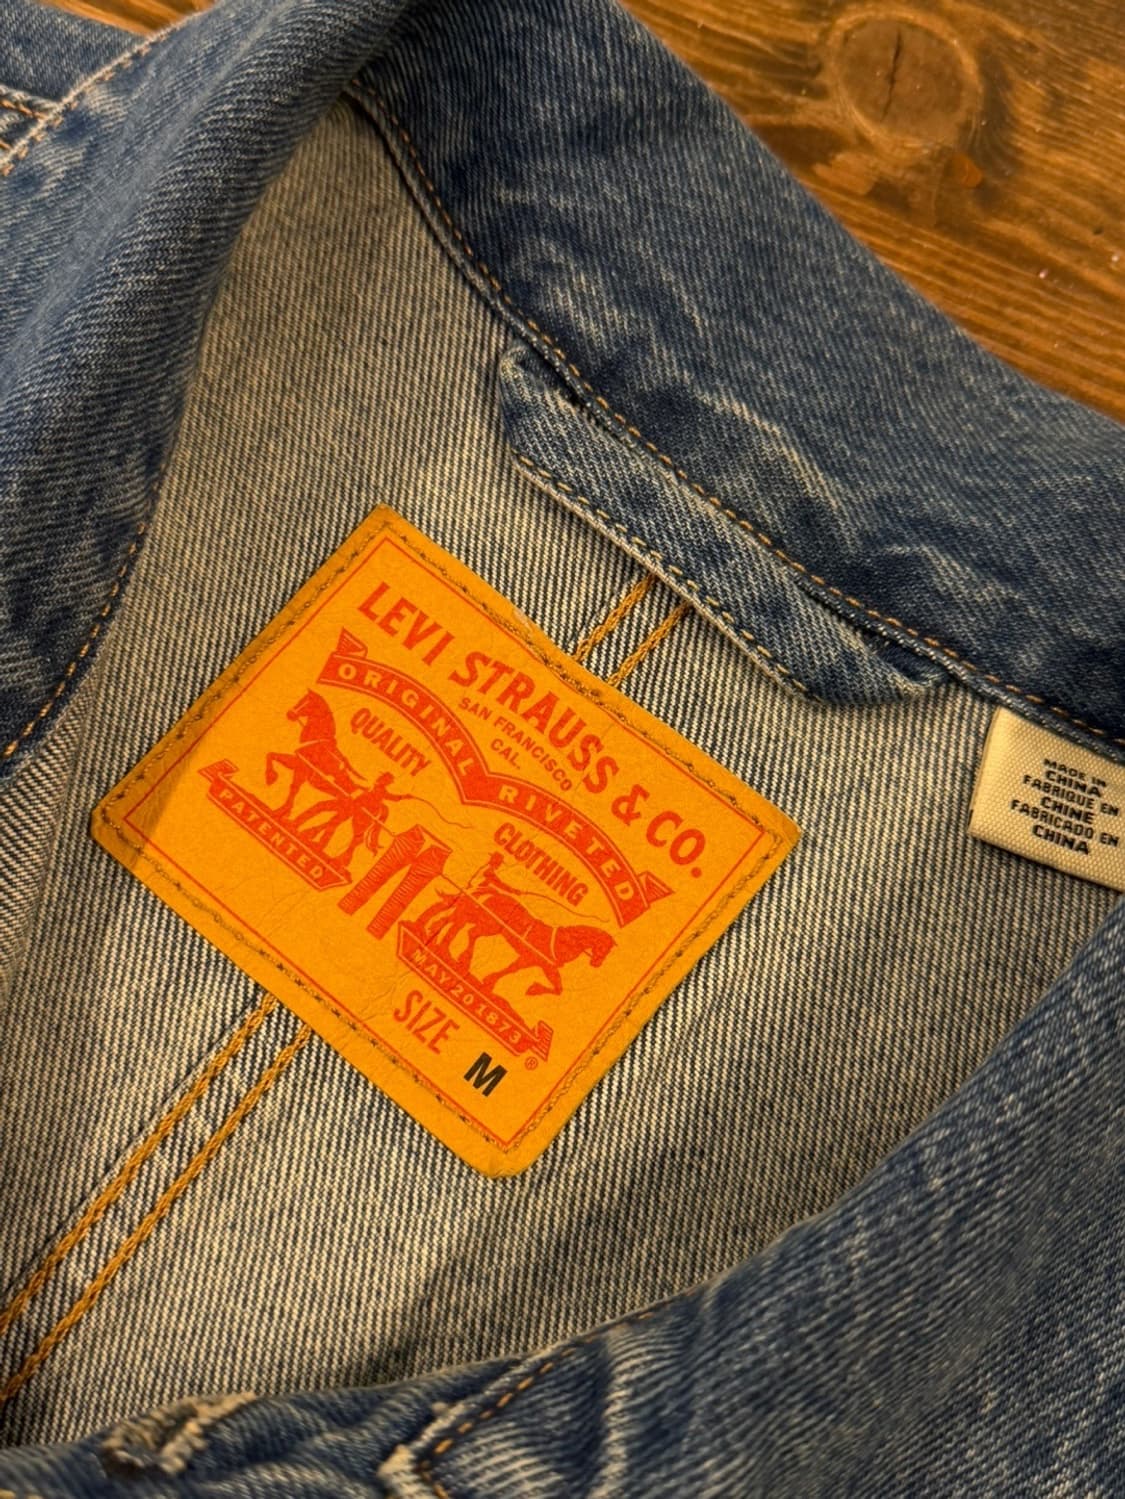 LEVI STRAUSS & CO.
SAN FRANCISCO
CAL.
ORIGINAL RIVETED
QUALITY CLOTHING
PATENTED
MAY 20 1873
®
SIZE M
MADE IN
CHINA
FABRIQUE EN
CHINE
FABRICADO EN
CHINA